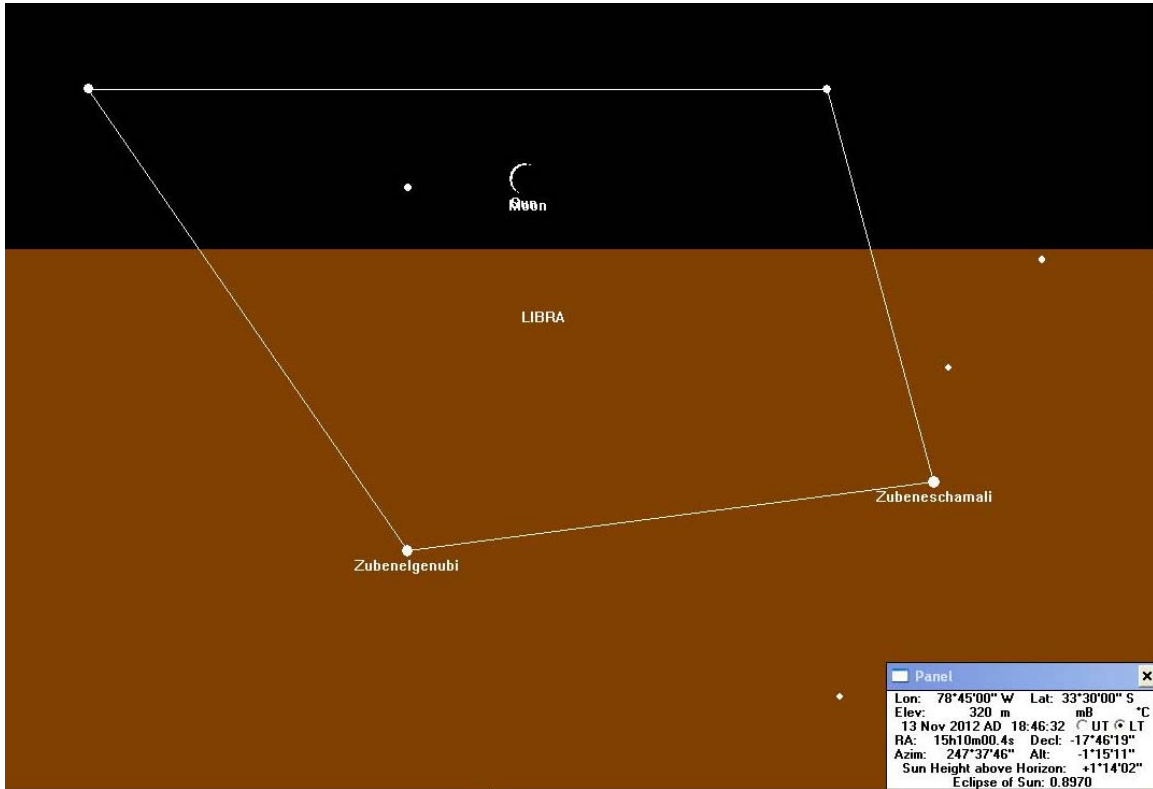 Sun
Moon
LIBRA
Zubeneschamali
Zubenelgenubi
Panel
Lon: 78°45'00" W Lat: 33°30'00" S
Elev: 320 m mB °C
13 Nov 2012 AD 18:46:32 UT LT
RA: 15h10m00.4s Decl: -17°46'19"
Azim: 247°37'46" Alt: -1°15'11"
Sun Height above Horizon: +1°14'02"
Eclipse of Sun: 0.8970